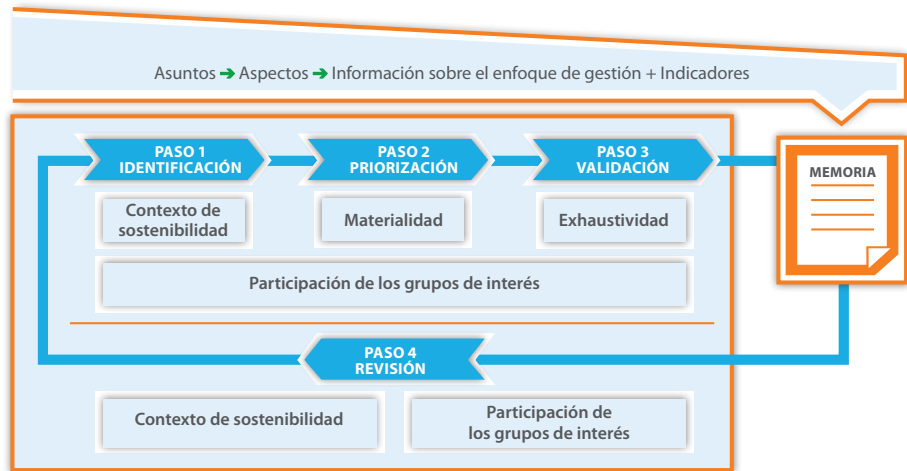 Asuntos ➔ Aspectos ➔ Información sobre el enfoque de gestión + Indicadores
PASO 1
IDENTIFICACIÓN
PASO 2
PRIORIZACIÓN
PASO 3
VALIDACIÓN
MEMORIA
Contexto de
sostenibilidad
Materialidad
Exhaustividad
Participación de los grupos de interés
PASO 4
REVISIÓN
Contexto de sostenibilidad
Participación de
los grupos de interés